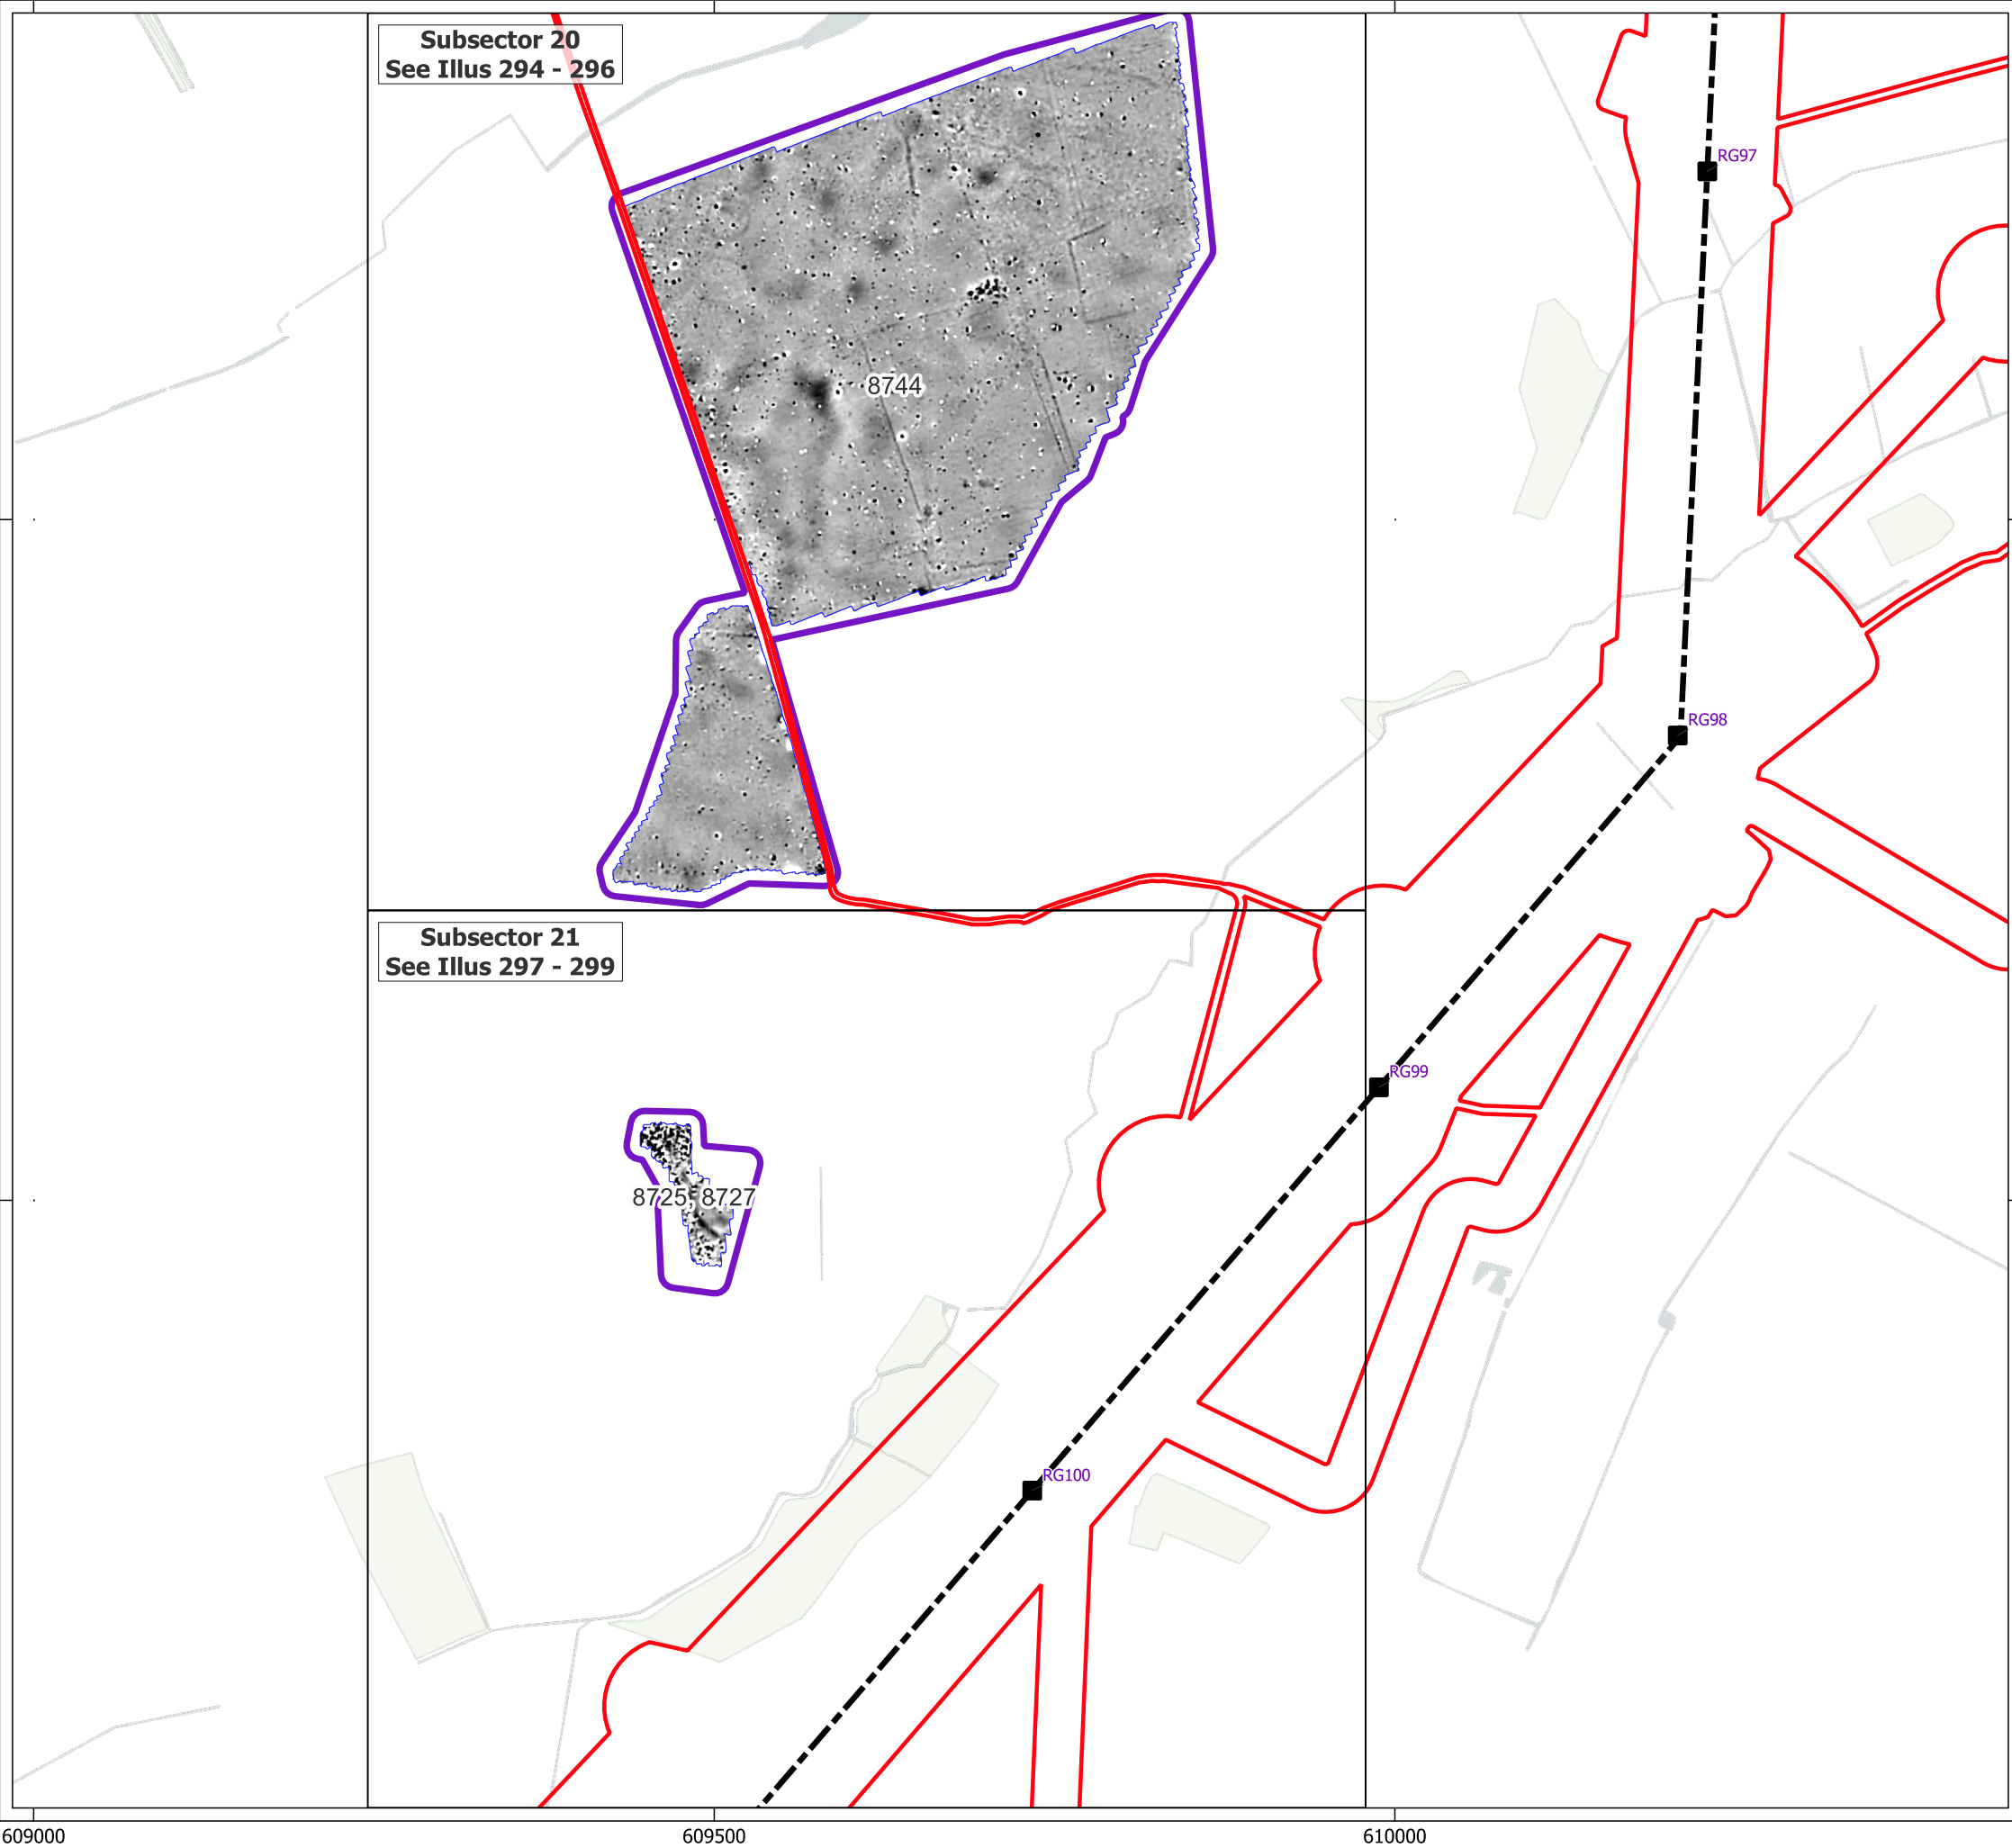 Subsector 20
See Illus 294 - 296
RG97
8744
RG98
Subsector 21
See Illus 297 - 299
RG99
8725, 8727
RG100
609000
609500
610000